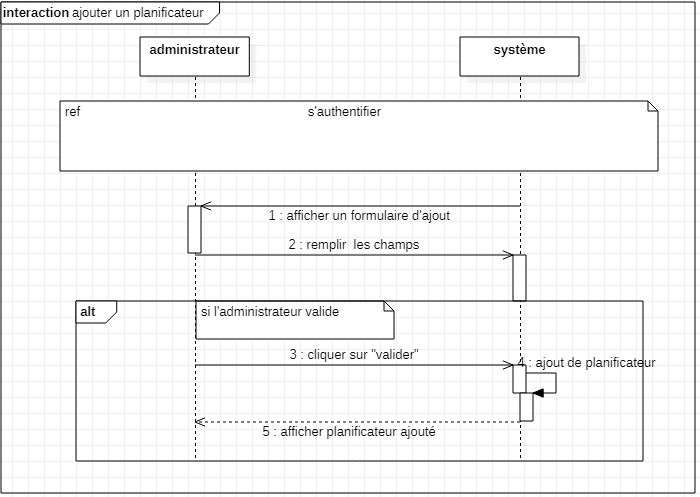 interaction ajouter un planificateur
administrateur
système
ref
s'authentifier
1 : afficher un formulaire d'ajout
2 : remplir les champs
alt
si l'administrateur valide
3 : cliquer sur "valider"
4 : ajout de planificateur
5 : afficher planificateur ajouté